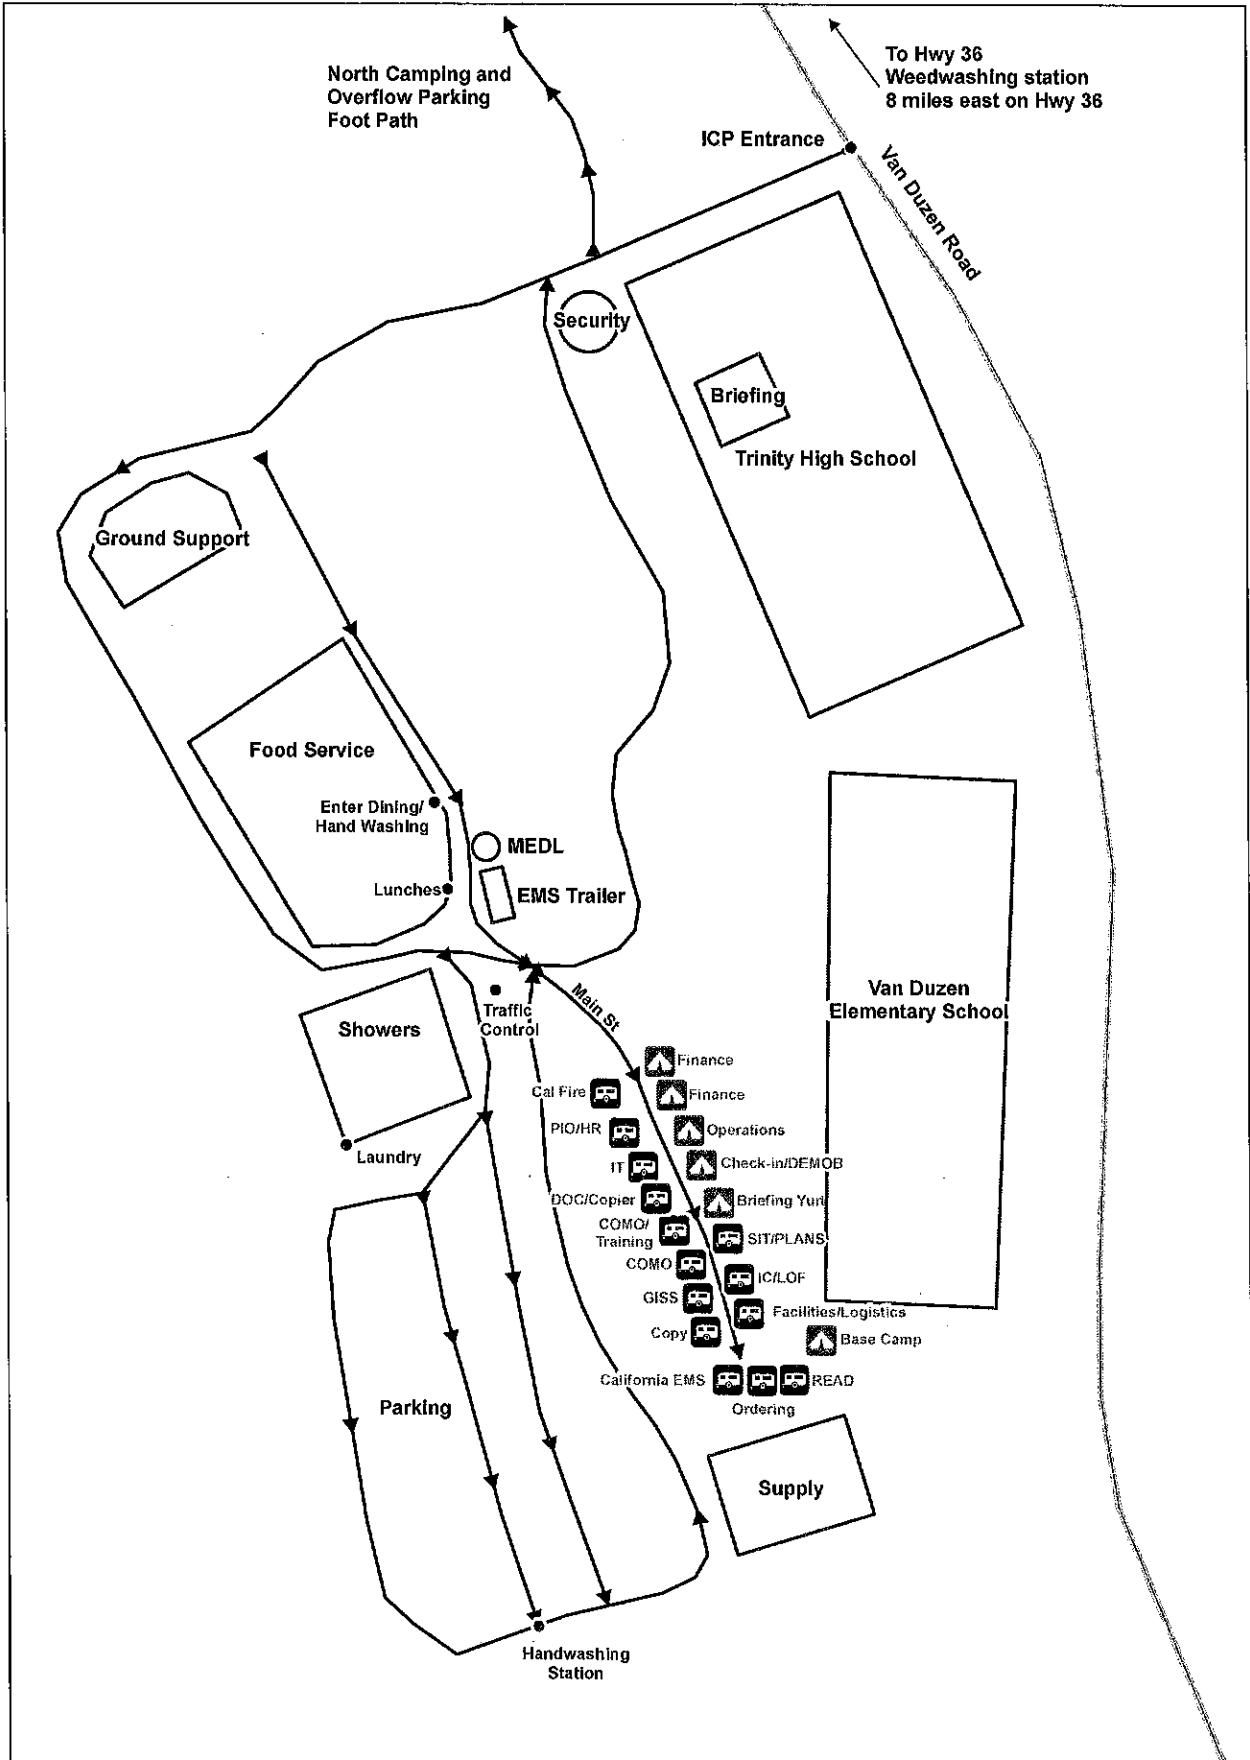 To Hwy 36
Weedwashing station
8 miles east on Hwy 36
North Camping and
Overflow Parking
Foot Path
ICP Entrance
Van Duzen Road
Security
Briefing
Trinity High School
Ground Support
Food Service
Enter Dining/
Hand Washing
MEDL
Lunches
EMS Trailer
Van Duzen
Elementary School
Main St
Traffic
Control
Showers
Finance
Cal Fire
Finance
PIO/HR
Operations
Laundry
IT
Check-in/DEMOB
DOC/Copier
Briefing Yurt
COMO/
Training
SIT/PLANS
COMO
IC/LOF
GISS
Facilities/Logistics
Copy
Base Camp
California EMS
READ
Ordering
Parking
Supply
Handwashing
Station